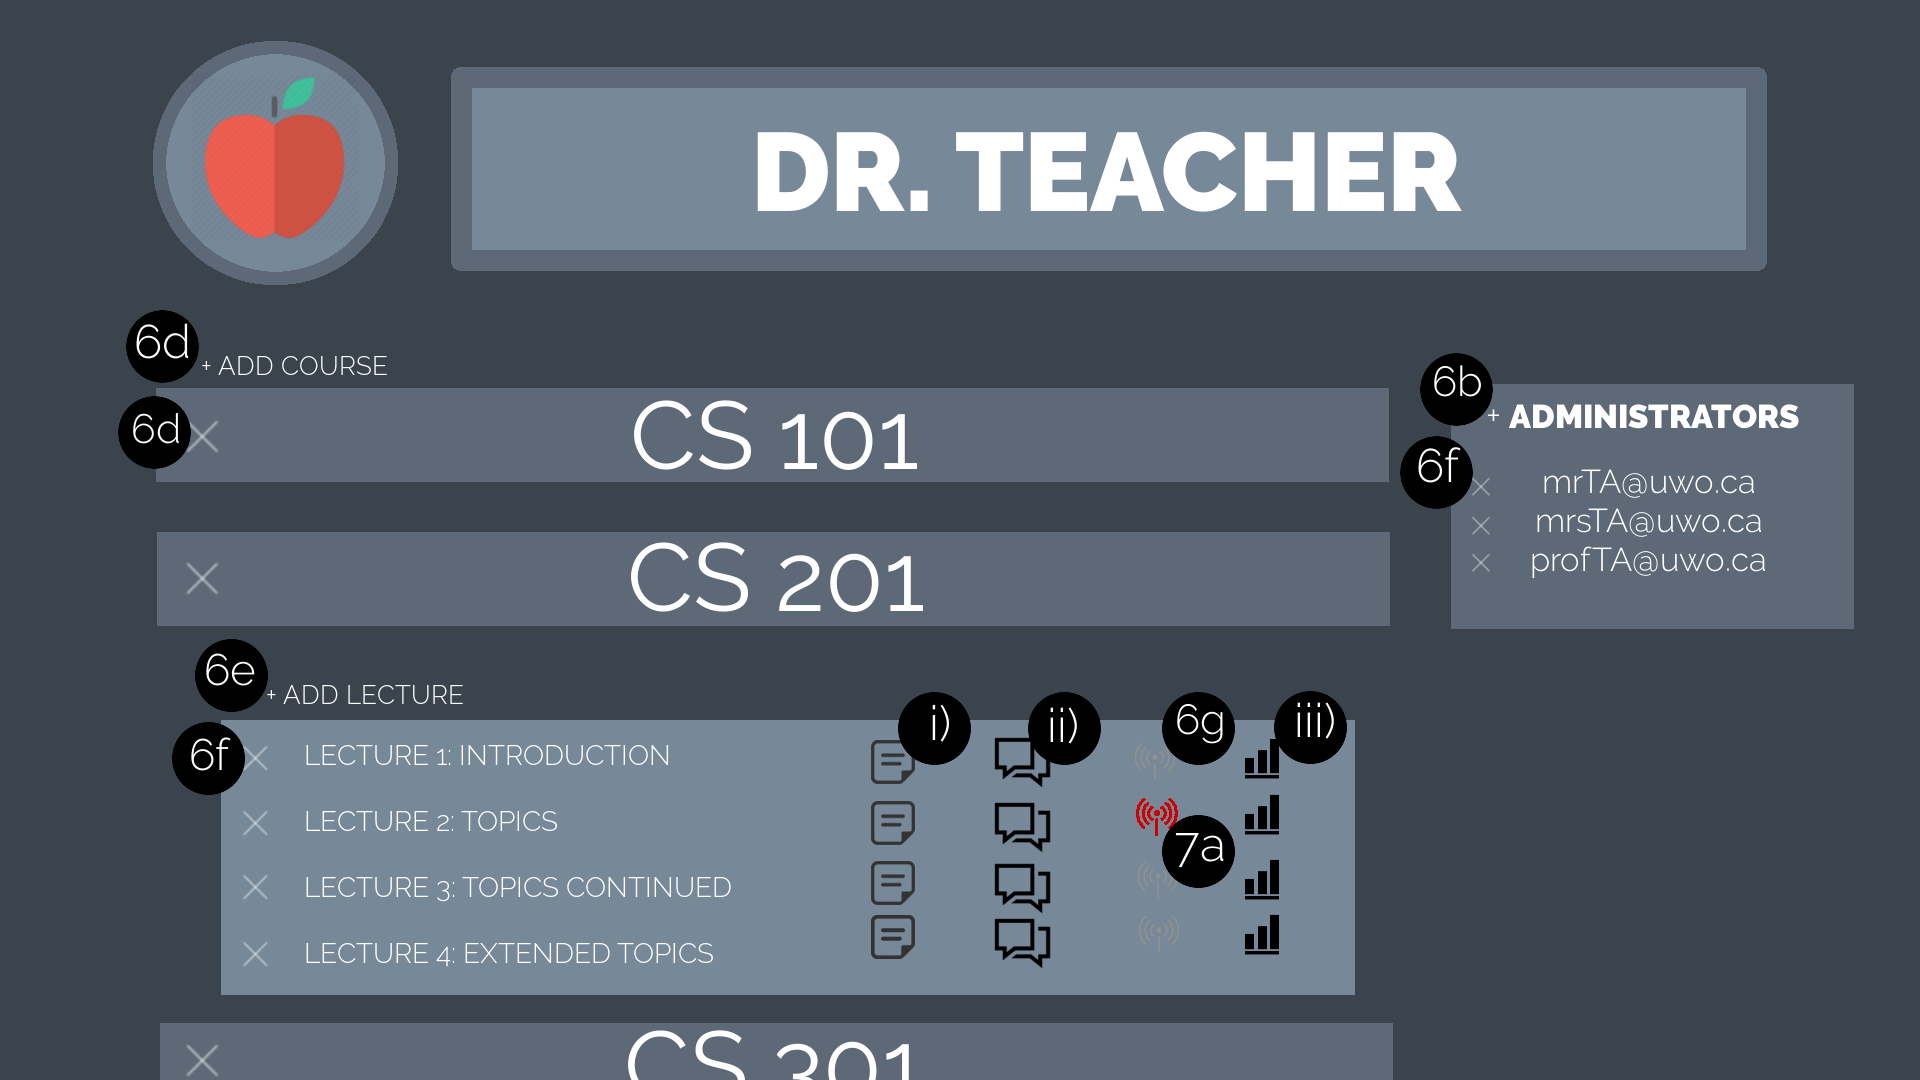 DR. TEACHER
6d
+ ADD COURSE
6d
CS 101
6b
+ ADMINISTRATORS
6f
mrTA@uwo.ca
mrsTA@uwo.ca
profTA@uwo.ca
CS 201
6e
+ ADD LECTURE
i)
ii)
6g
iii)
6f
LECTURE 1: INTRODUCTION
LECTURE 2: TOPICS
7a
LECTURE 3: TOPICS CONTINUED
LECTURE 4: EXTENDED TOPICS
CS 301